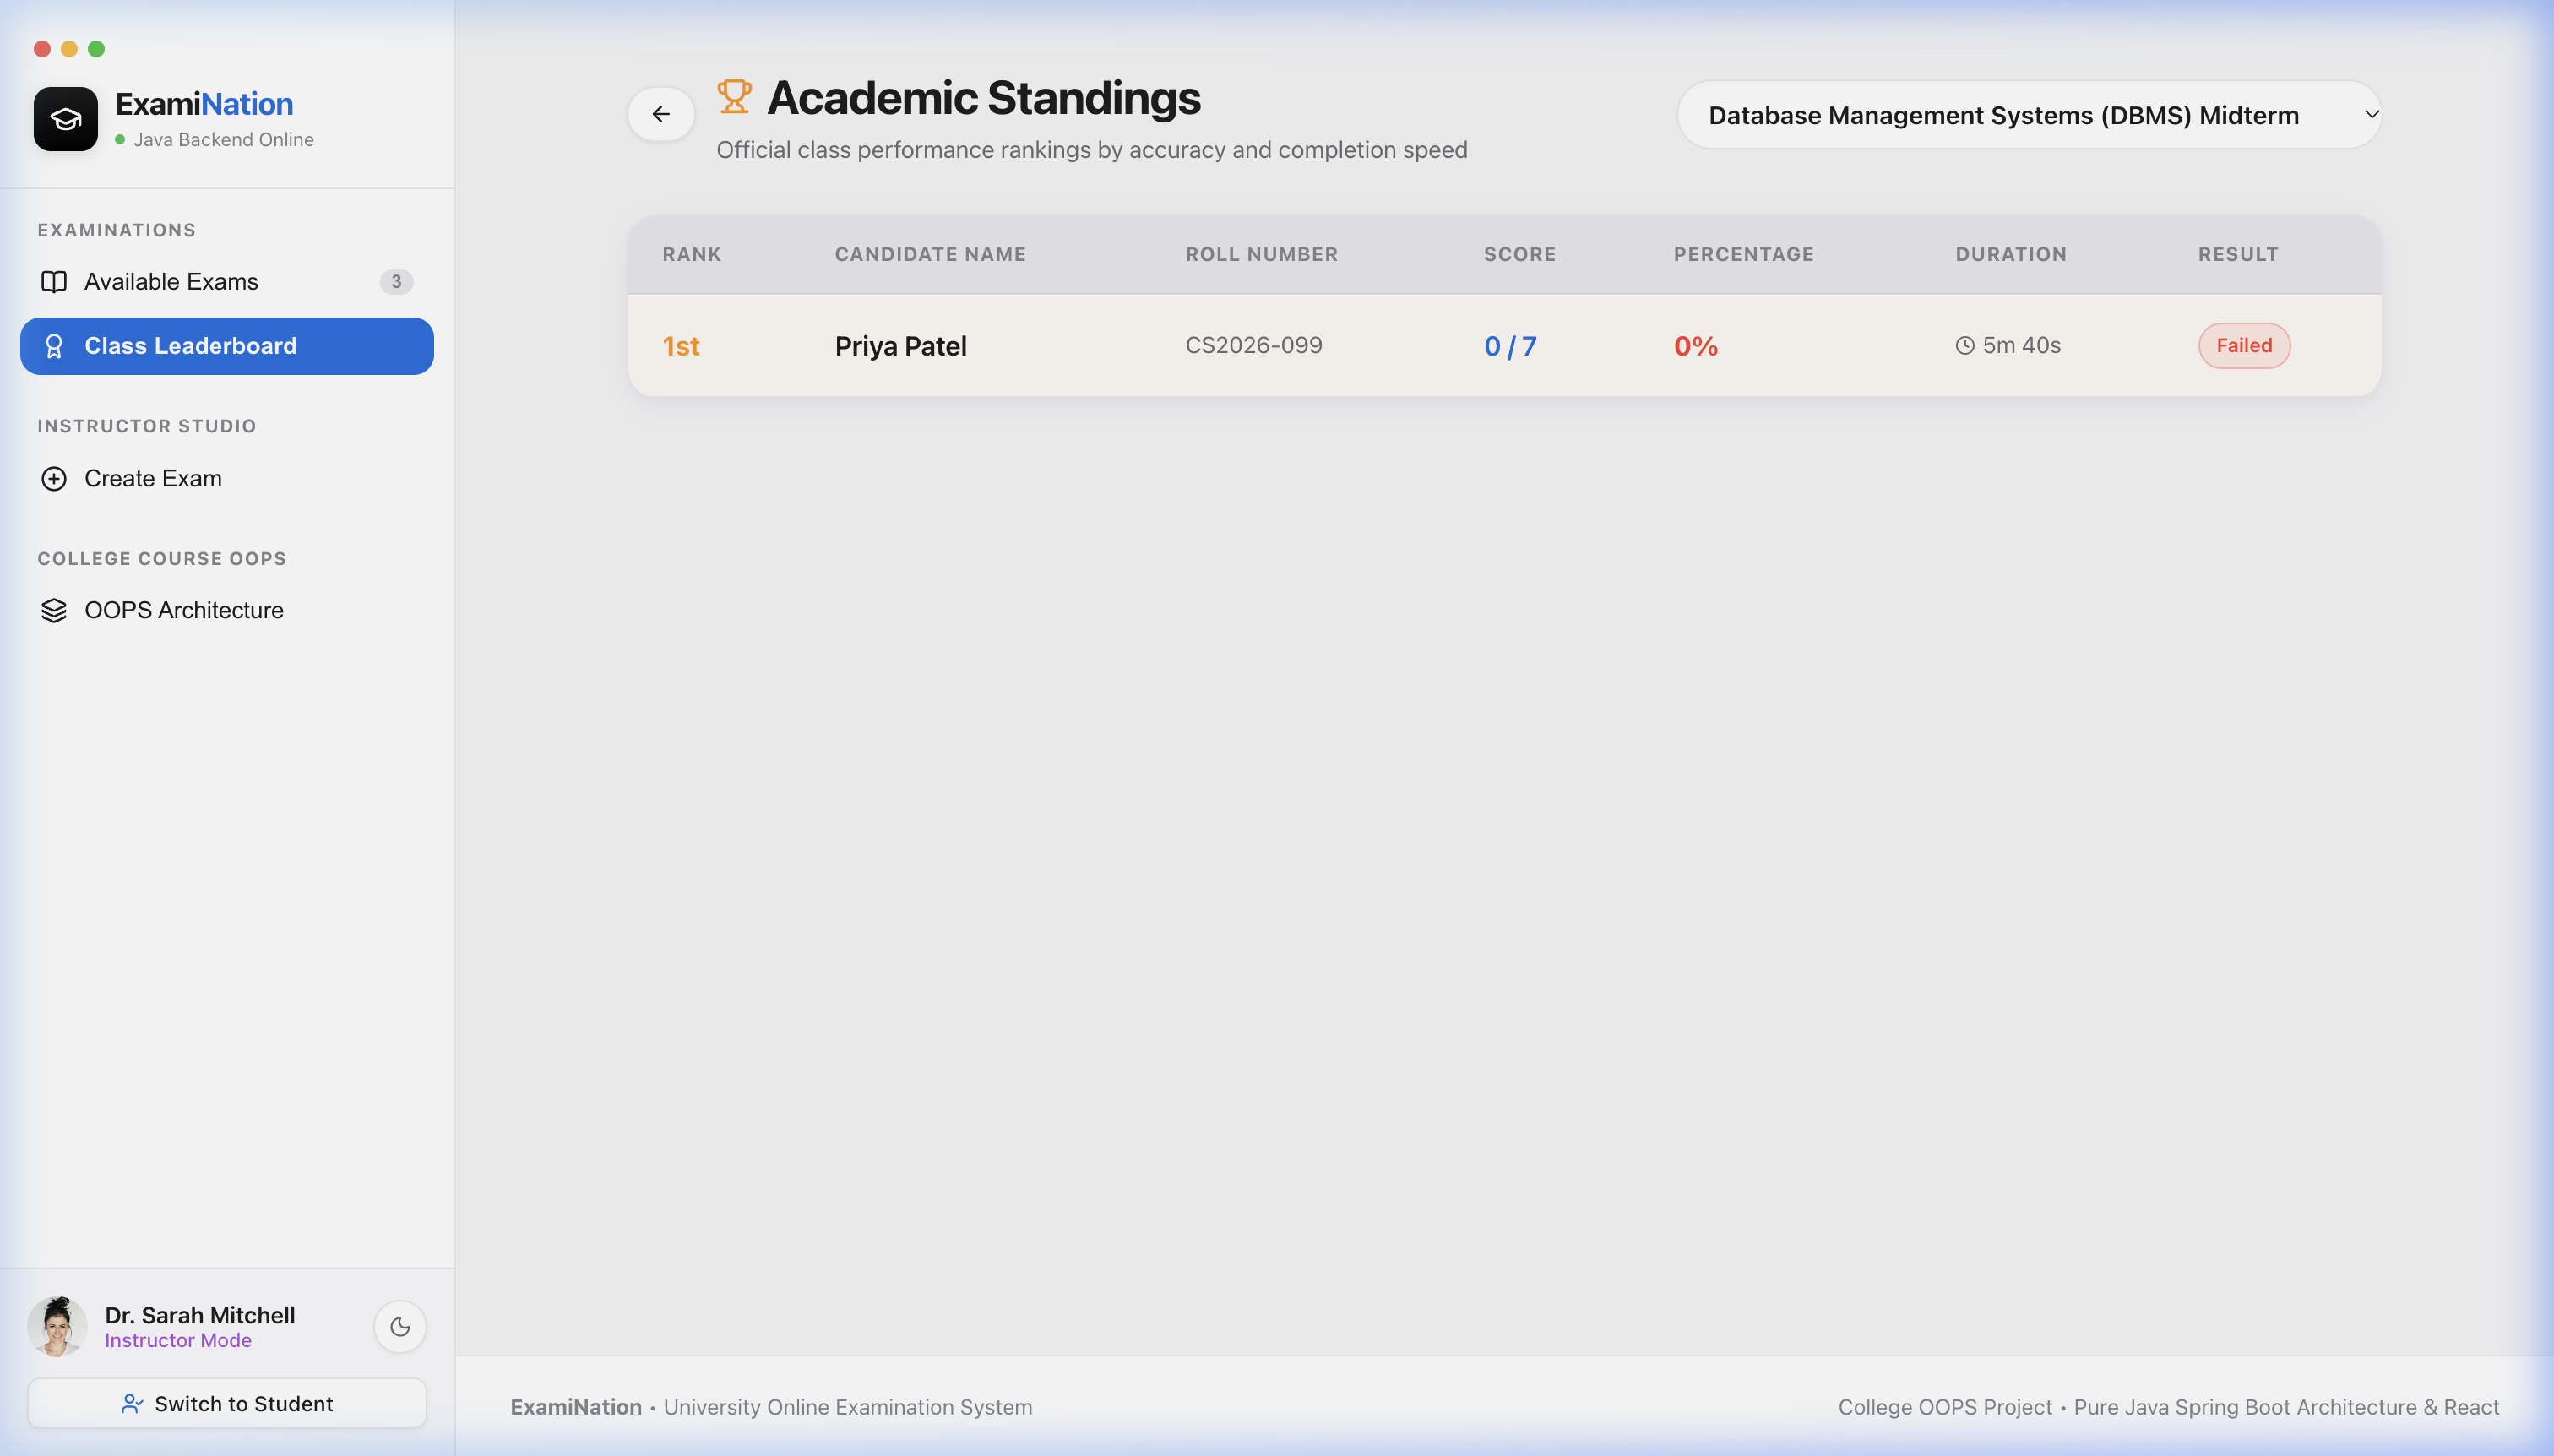 ExamiNation
Java Backend Online
EXAMINATIONS
Available Exams 3
Class Leaderboard
INSTRUCTOR STUDIO
Create Exam
COLLEGE COURSE OOPS
OOPS Architecture
Dr. Sarah Mitchell
Instructor Mode
Switch to Student
Academic Standings
Official class performance rankings by accuracy and completion speed
Database Management Systems (DBMS) Midterm
RANK CANDIDATE NAME ROLL NUMBER SCORE PERCENTAGE DURATION RESULT
1st Priya Patel CS2026-099 0 / 7 0% 5m 40s Failed
ExamiNation • University Online Examination System
College OOPS Project • Pure Java Spring Boot Architecture & React